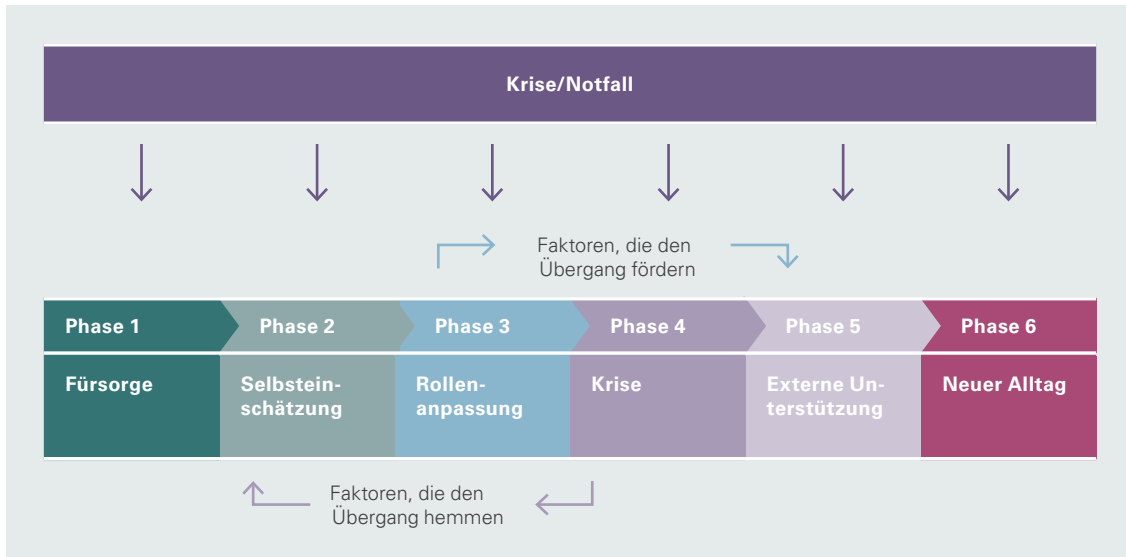 Krise/Notfall
Faktoren, die den
Übergang fördern
Phase 1
Phase 2
Phase 3
Phase 4
Phase 5
Phase 6
Fürsorge
Selbstein-
schätzung
Rollen-
anpassung
Krise
Externe Un-
terstützung
Neuer Alltag
Faktoren, die den
Übergang hemmen